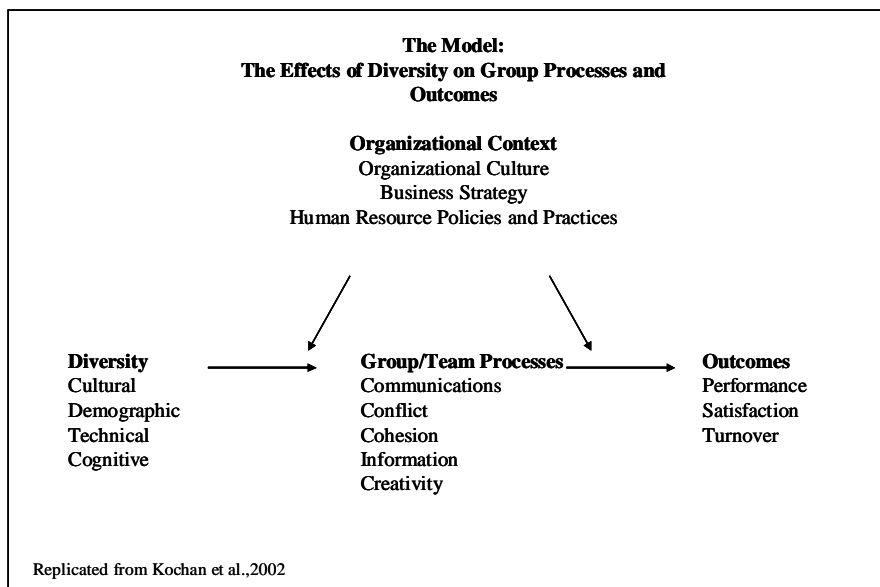 The Model:
The Effects of Diversity on Group Processes and
Outcomes
Organizational Context
Organizational Culture
Business Strategy
Human Resource Policies and Practices
Diversity
Cultural
Demographic
Technical
Cognitive
Group/Team Processes
Communications
Conflict
Cohesion
Information
Creativity
Outcomes
Performance
Satisfaction
Turnover
Replicated from Kochan et al.,2002